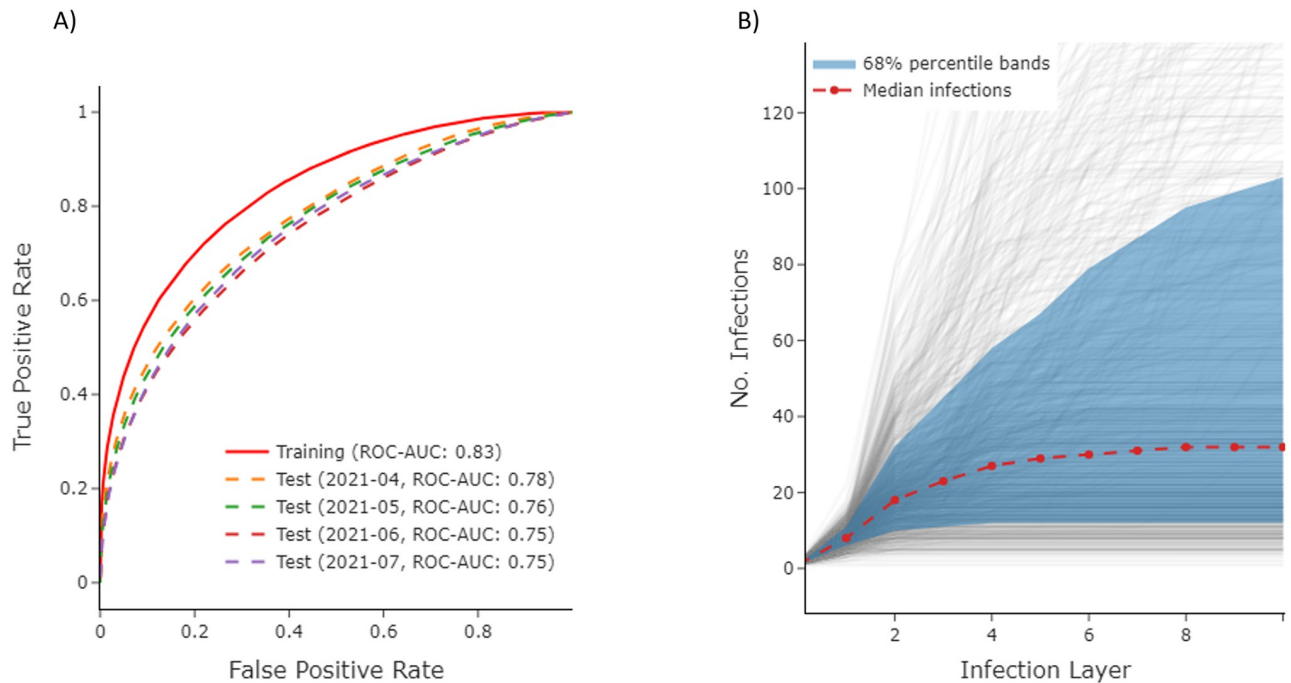 A)
True Positive Rate
1
0.8
0.6
0.4
0.2
0
Training (ROC-AUC: 0.83)
Test (2021-04, ROC-AUC: 0.78)
Test (2021-05, ROC-AUC: 0.76)
Test (2021-06, ROC-AUC: 0.75)
Test (2021-07, ROC-AUC: 0.75)
0 0.2 0.4 0.6 0.8
False Positive Rate
B)
68% percentile bands
Median infections
No. Infections
120
100
80
60
40
20
0
2 4 6 8
Infection Layer